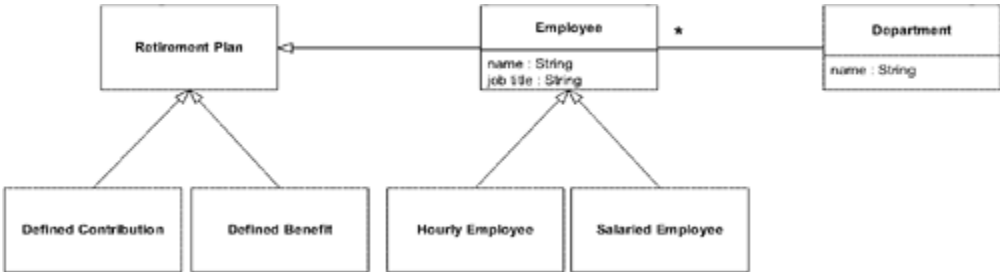 Retirement Plan
Employee
name : String
job title : String
*
Department
name : String
Defined Contribution
Defined Benefit
Hourly Employee
Salaried Employee